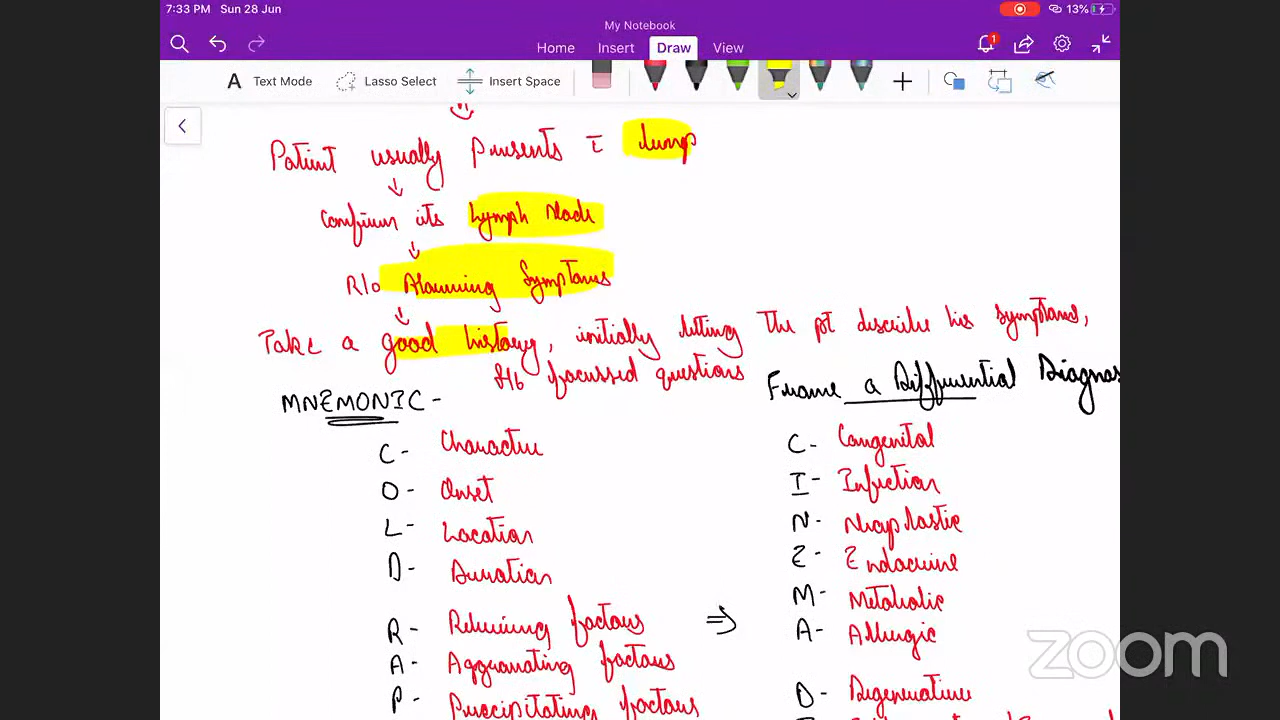 7:33 PM Sun 28 Jun
13%
My Notebook
Home Insert Draw View
1
A Text Mode Lasso Select Insert Space
Patient usually presents c lump
Confirm its Lymph Node
R/o Alarming Symptoms
Take a good history, initially letting The pt describe his symptoms,
f/b focussed questions
Frame a Differential Diagnos
MNEMONIC -
C - Character
O - Onset
L - Location
D - Duration
R - Relieving factors
A - Aggravating factors
P - Precipitating factors
⇒
C - Congenital
I - Infection
N - Neoplastic
E - Endocrine
M - Metabolic
A - Allergic
D - Degenerative
zoom